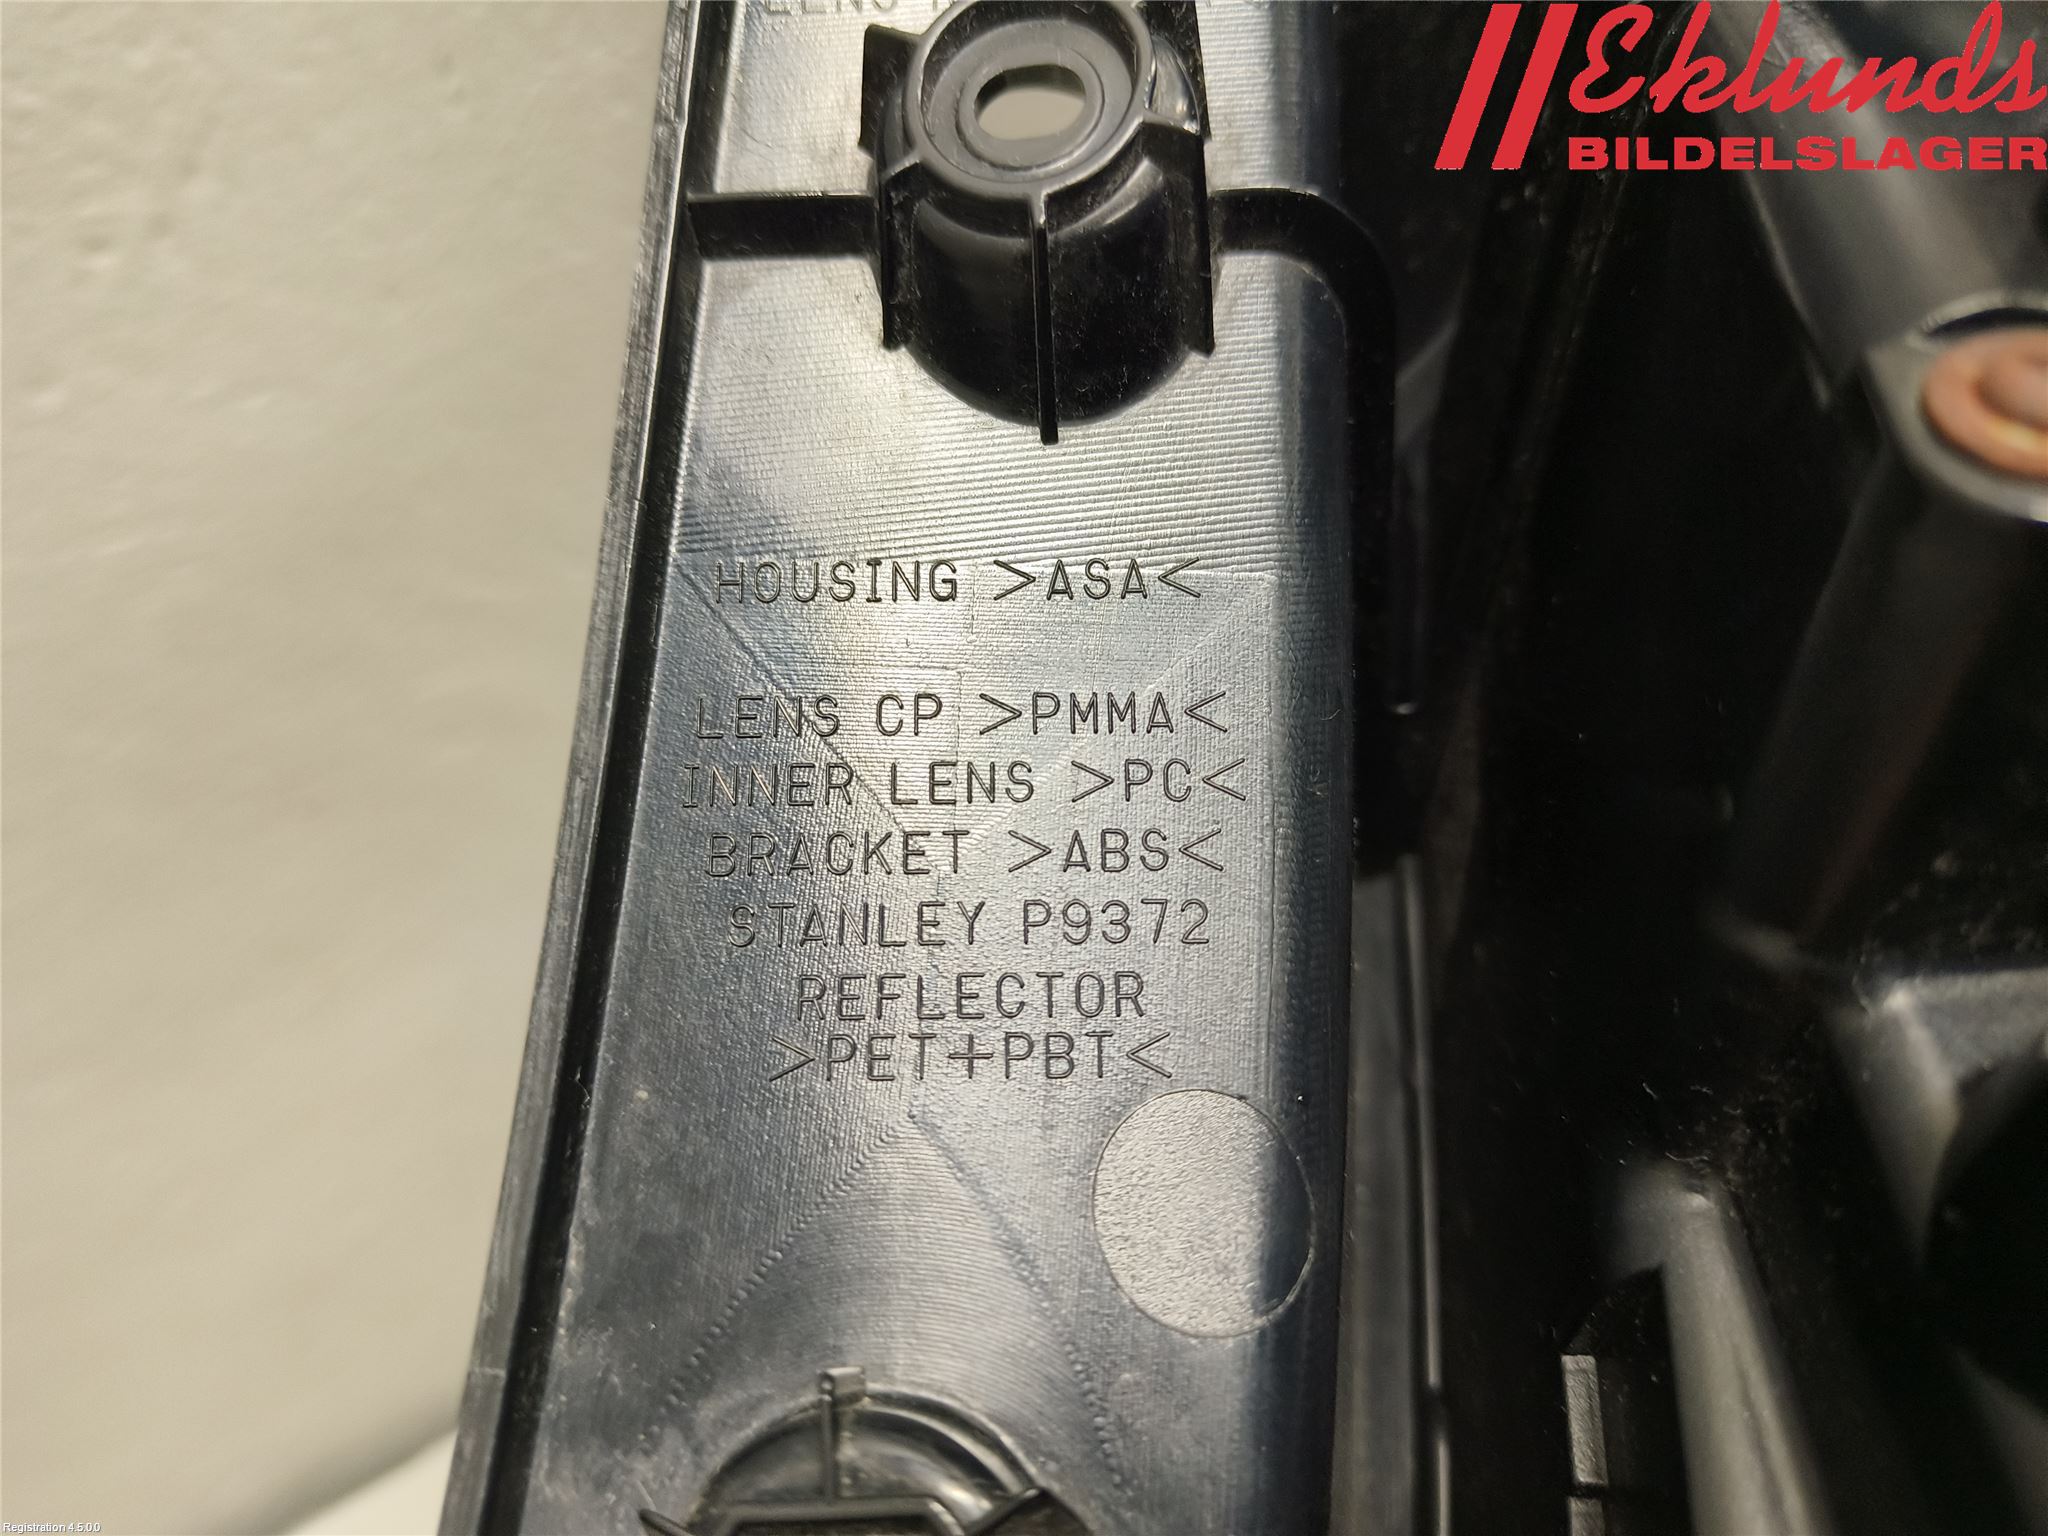 Eklunds
BILDELSLAGER
HOUSING >ASA<
LENS CP >PMMA<
INNER LENS >PC<
BRACKET >ABS<
STANLEY P9372
REFLECTOR
>PET+PBT<
Registration 4.5.0.0